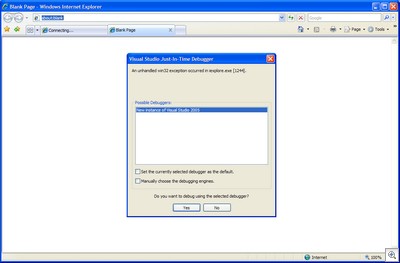 Blank Page - Windows Internet Explorer
about:blank
Google
Connecting...
Blank Page
Page
Tools
Visual Studio Just-In-Time Debugger
An unhandled win32 exception occurred in iexplore.exe [1244].
Possible Debuggers:
New instance of Visual Studio 2005
Set the currently selected debugger as the default.
Manually choose the debugging engines.
Do you want to debug using the selected debugger?
Yes
No
Internet
100%